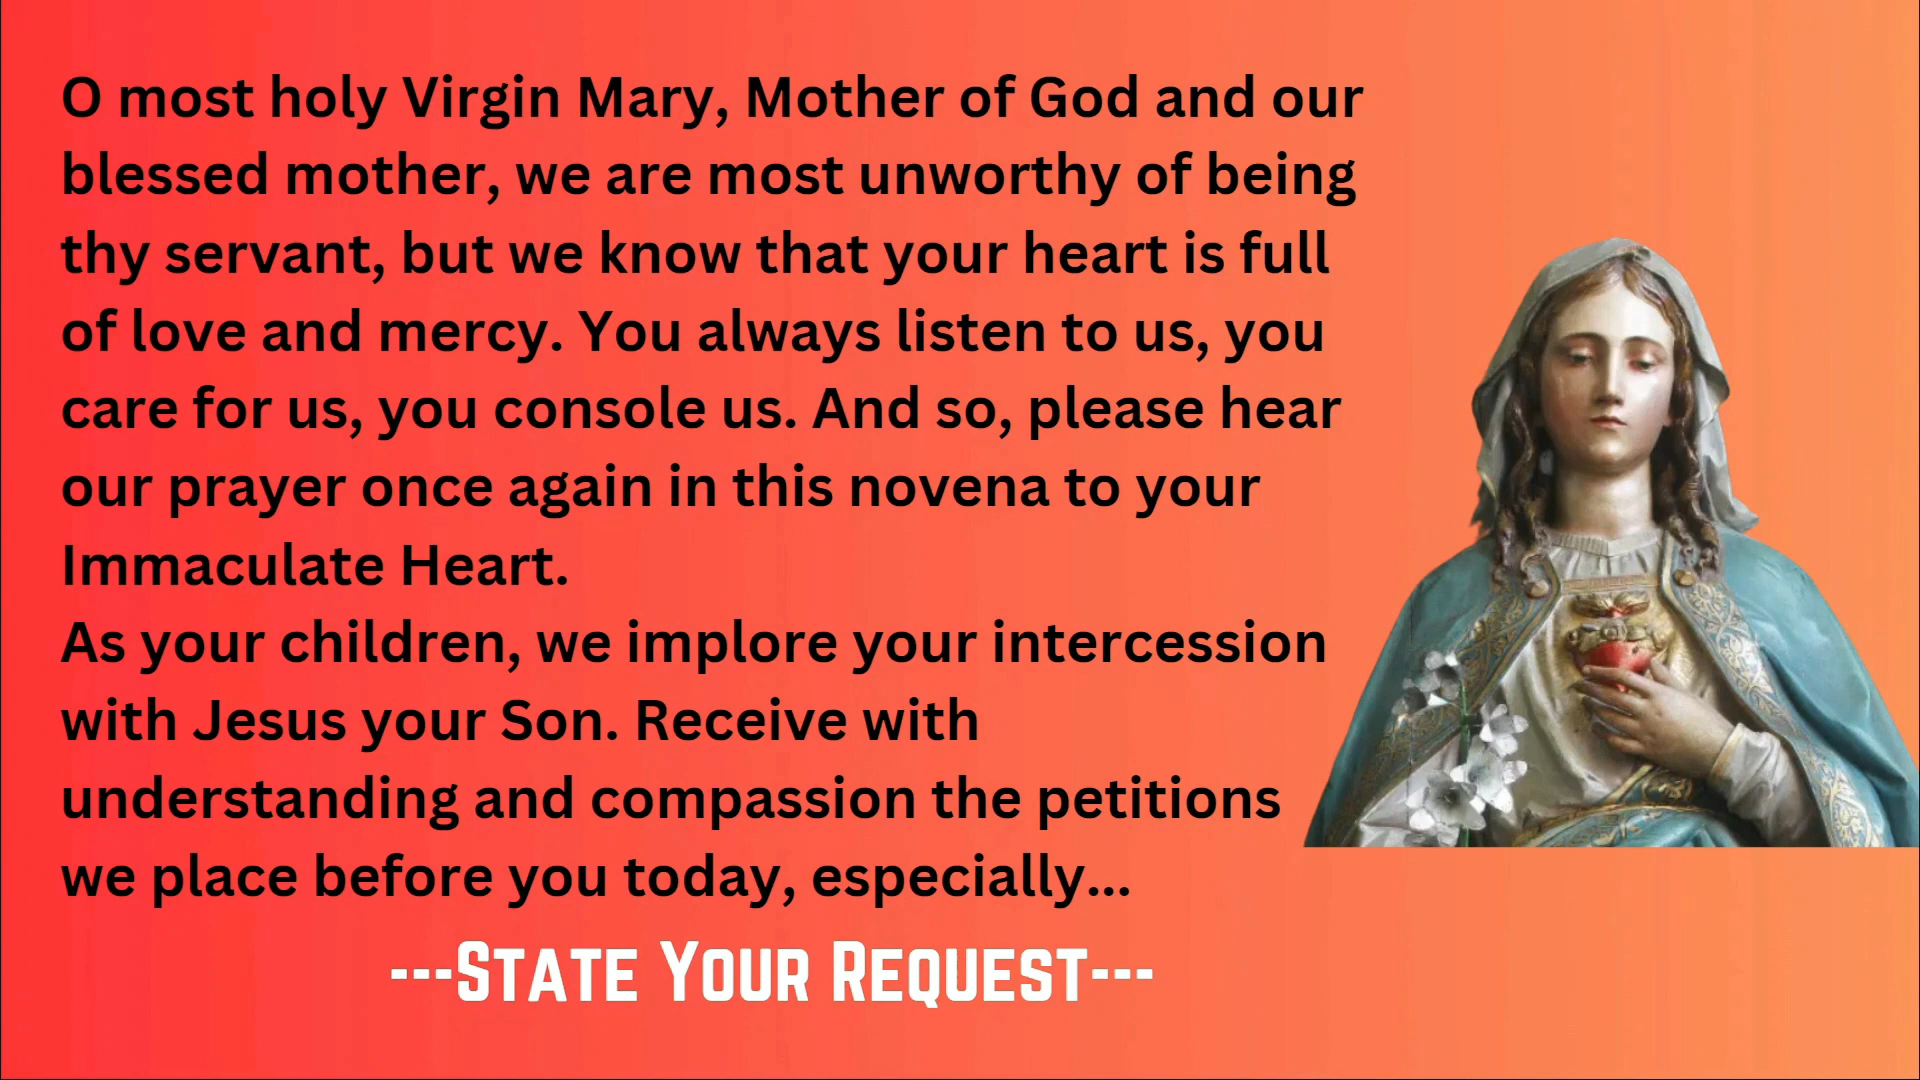 O most holy Virgin Mary, Mother of God and our
blessed mother, we are most unworthy of being
thy servant, but we know that your heart is full
of love and mercy. You always listen to us, you
care for us, you console us. And so, please hear
our prayer once again in this novena to your
Immaculate Heart.
As your children, we implore your intercession
with Jesus your Son. Receive with
understanding and compassion the petitions
we place before you today, especially...
---State Your Request---